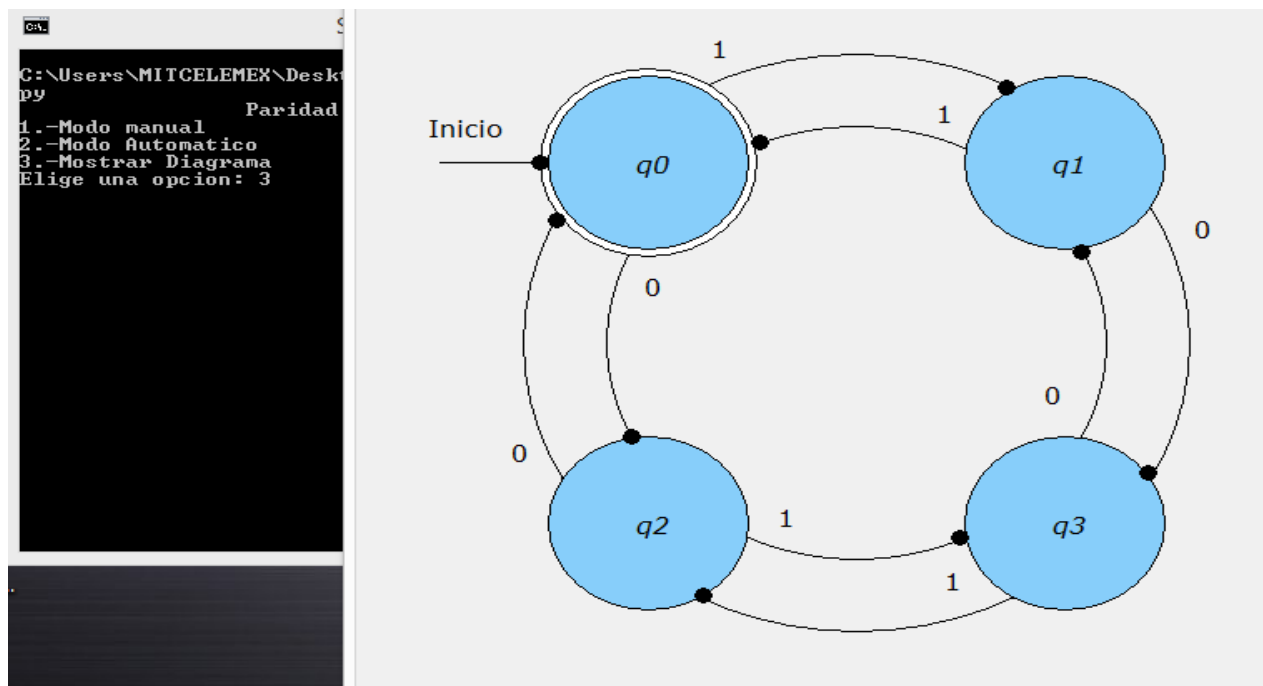 C:\Users\MITCELEMEX\Desk
py
Paridad
1.-Modo manual
2.-Modo Automatico
3.-Mostrar Diagrama
Elige una opcion: 3
1
Inicio
1
q0
q1
0
0
0
0
1
q2
q3
1